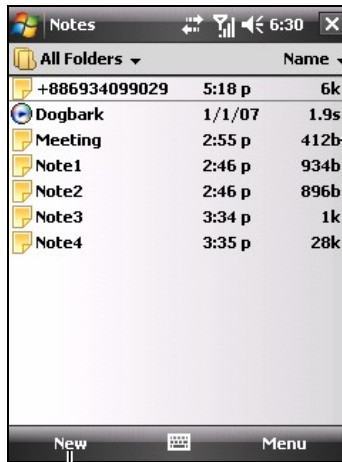 Notes 6:30
All Folders Name
+886934099029 5:18 p 6k
Dogbark 1/1/07 1.9s
Meeting 2:55 p 412b
Note1 2:46 p 934b
Note2 2:46 p 896b
Note3 3:34 p 1k
Note4 3:35 p 28k
New Menu